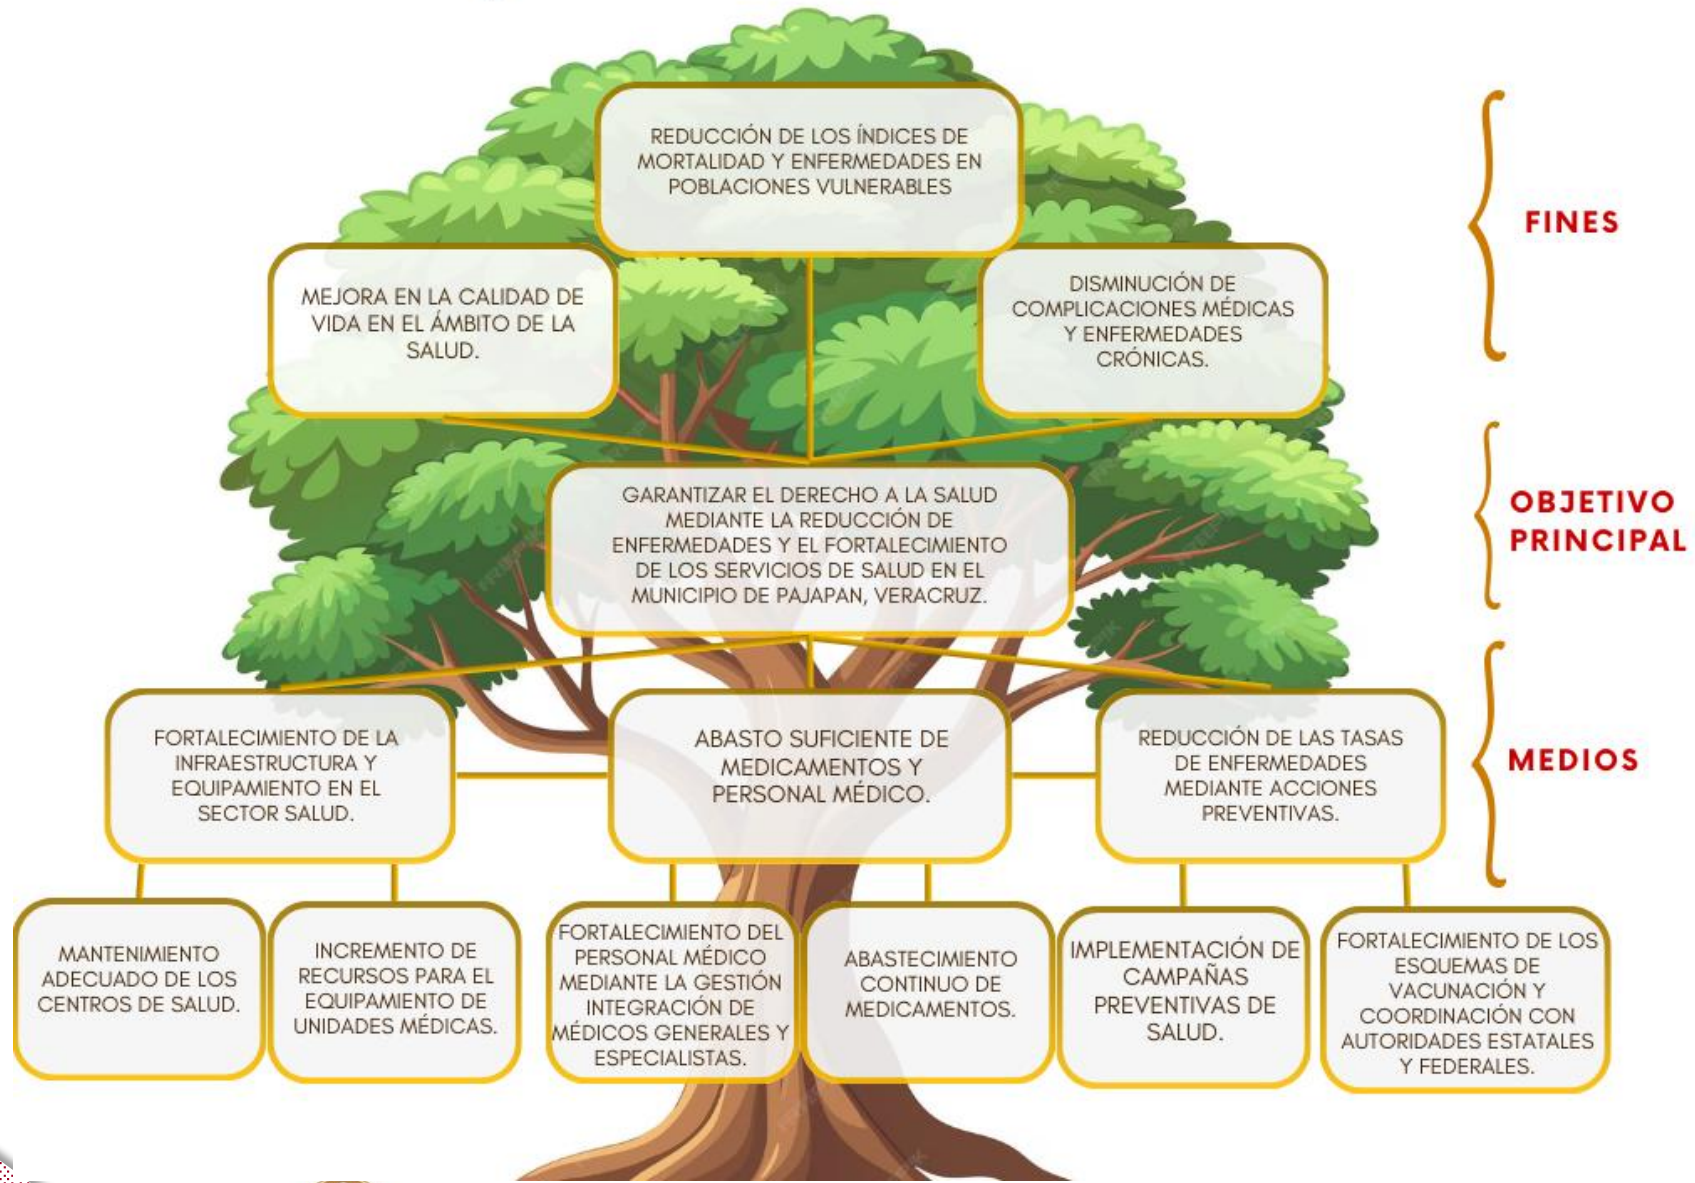 REDUCCIÓN DE LOS ÍNDICES DE
MORTALIDAD Y ENFERMEDADES EN
POBLACIONES VULNERABLES
FINES
MEJORA EN LA CALIDAD DE
VIDA EN EL ÁMBITO DE LA
SALUD.
DISMINUCIÓN DE
COMPLICACIONES MÉDICAS
Y ENFERMEDADES
CRÓNICAS.
GARANTIZAR EL DERECHO A LA SALUD
MEDIANTE LA REDUCCIÓN DE
ENFERMEDADES Y EL FORTALECIMIENTO
DE LOS SERVICIOS DE SALUD EN EL
MUNICIPIO DE PAJAPAN, VERACRUZ.
OBJETIVO
PRINCIPAL
FORTALECIMIENTO DE LA
INFRAESTRUCTURA Y
EQUIPAMIENTO EN EL
SECTOR SALUD.
ABASTO SUFICIENTE DE
MEDICAMENTOS Y
PERSONAL MÉDICO.
REDUCCIÓN DE LAS TASAS
DE ENFERMEDADES
MEDIANTE ACCIONES
PREVENTIVAS.
MEDIOS
MANTENIMIENTO
ADECUADO DE LOS
CENTROS DE SALUD.
INCREMENTO DE
RECURSOS PARA EL
EQUIPAMIENTO DE
UNIDADES MÉDICAS.
FORTALECIMIENTO DEL
PERSONAL MÉDICO
MEDIANTE LA GESTIÓN
INTEGRACIÓN DE
MÉDICOS GENERALES Y
ESPECIALISTAS.
ABASTECIMIENTO
CONTINUO DE
MEDICAMENTOS.
IMPLEMENTACIÓN DE
CAMPAÑAS
PREVENTIVAS DE
SALUD.
FORTALECIMIENTO DE LOS
ESQUEMAS DE
VACUNACIÓN Y
COORDINACIÓN CON
AUTORIDADES ESTATALES
Y FEDERALES.